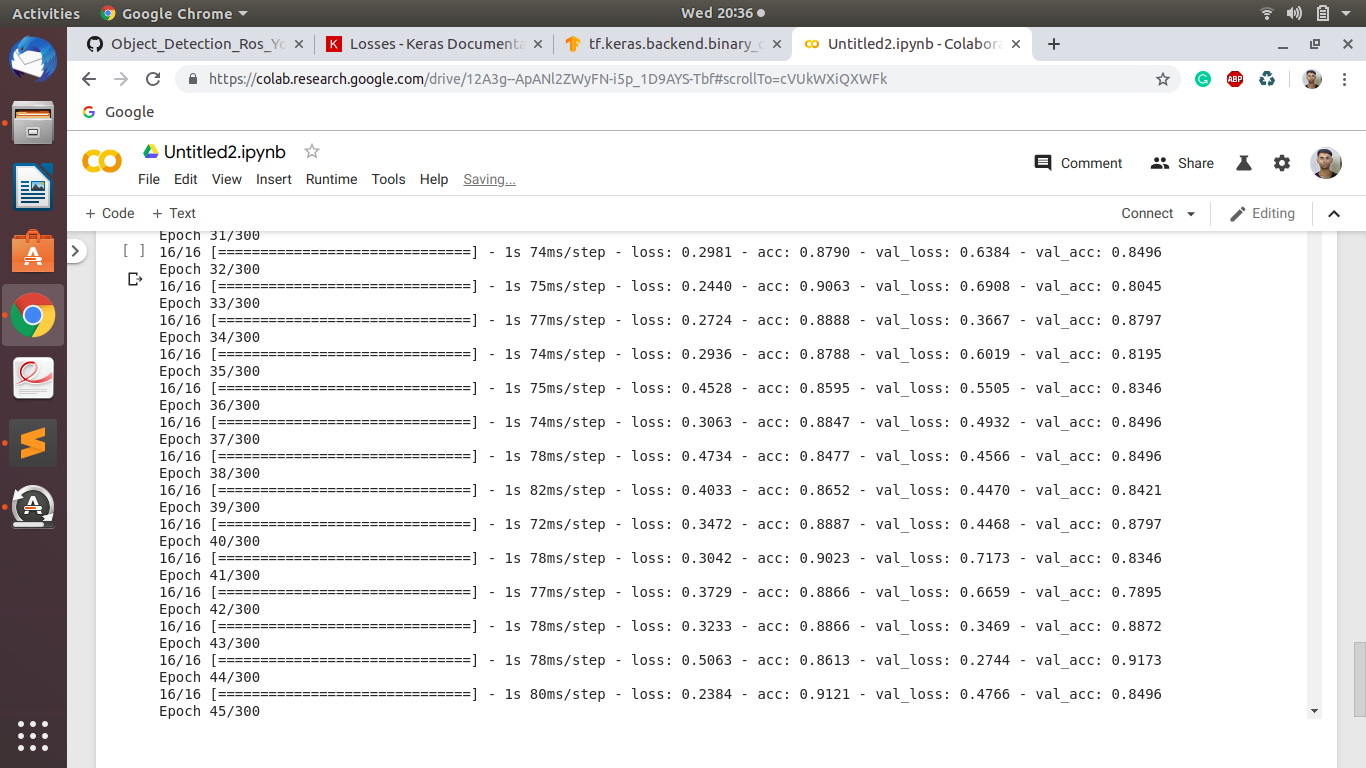 Activities Google Chrome Wed 20:36
Object_Detection_Ros_Yo Losses - Keras Documenta tf.keras.backend.binary_c Untitled2.ipynb - Colabora
https://colab.research.google.com/drive/12A3g--ApANl2ZWyFN-i5p_1D9AYS-Tbf#scrollTo=cVUkWXiQXWFk ABP
G Google
Untitled2.ipynb
Comment Share
File Edit View Insert Runtime Tools Help Saving...
+ Code + Text Connect Editing
Epoch 31/300
[ ] 16/16 [==============================] - 1s 74ms/step - loss: 0.2981 - acc: 0.8790 - val_loss: 0.6384 - val_acc: 0.8496
Epoch 32/300
16/16 [==============================] - 1s 75ms/step - loss: 0.2440 - acc: 0.9063 - val_loss: 0.6908 - val_acc: 0.8045
Epoch 33/300
16/16 [==============================] - 1s 77ms/step - loss: 0.2724 - acc: 0.8888 - val_loss: 0.3667 - val_acc: 0.8797
Epoch 34/300
16/16 [==============================] - 1s 74ms/step - loss: 0.2936 - acc: 0.8788 - val_loss: 0.6019 - val_acc: 0.8195
Epoch 35/300
16/16 [==============================] - 1s 75ms/step - loss: 0.4528 - acc: 0.8595 - val_loss: 0.5505 - val_acc: 0.8346
Epoch 36/300
16/16 [==============================] - 1s 74ms/step - loss: 0.3063 - acc: 0.8847 - val_loss: 0.4932 - val_acc: 0.8496
Epoch 37/300
16/16 [==============================] - 1s 78ms/step - loss: 0.4734 - acc: 0.8477 - val_loss: 0.4566 - val_acc: 0.8496
Epoch 38/300
16/16 [==============================] - 1s 82ms/step - loss: 0.4033 - acc: 0.8652 - val_loss: 0.4470 - val_acc: 0.8421
Epoch 39/300
16/16 [==============================] - 1s 72ms/step - loss: 0.3472 - acc: 0.8887 - val_loss: 0.4468 - val_acc: 0.8797
Epoch 40/300
16/16 [==============================] - 1s 78ms/step - loss: 0.3042 - acc: 0.9023 - val_loss: 0.7173 - val_acc: 0.8346
Epoch 41/300
16/16 [==============================] - 1s 77ms/step - loss: 0.3729 - acc: 0.8866 - val_loss: 0.6659 - val_acc: 0.7895
Epoch 42/300
16/16 [==============================] - 1s 78ms/step - loss: 0.3233 - acc: 0.8866 - val_loss: 0.3469 - val_acc: 0.8872
Epoch 43/300
16/16 [==============================] - 1s 78ms/step - loss: 0.5063 - acc: 0.8613 - val_loss: 0.2744 - val_acc: 0.9173
Epoch 44/300
16/16 [==============================] - 1s 80ms/step - loss: 0.2384 - acc: 0.9121 - val_loss: 0.4766 - val_acc: 0.8496
Epoch 45/300